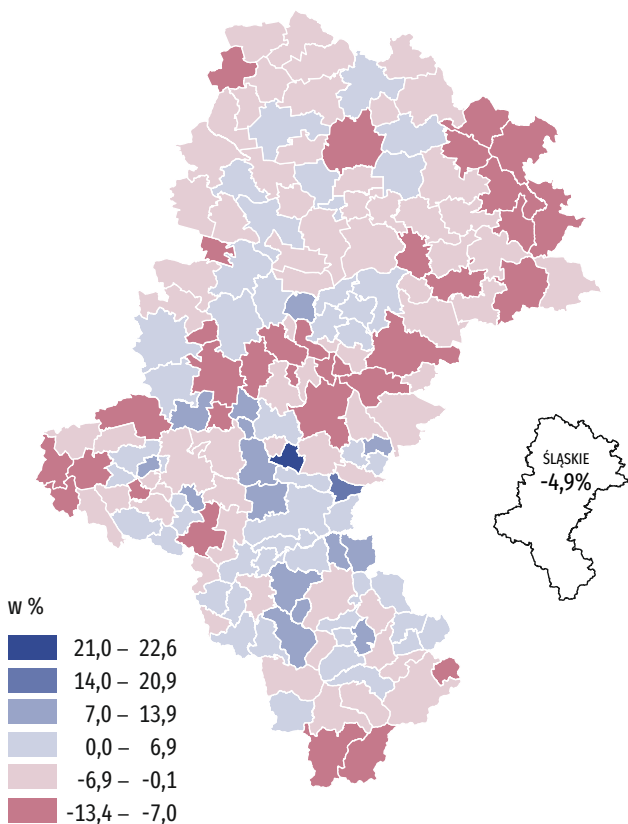 ŚLĄSKIE
-4,9%
w %
21,0 – 22,6
14,0 – 20,9
7,0 – 13,9
0,0 – 6,9
-6,9 – -0,1
-13,4 – -7,0